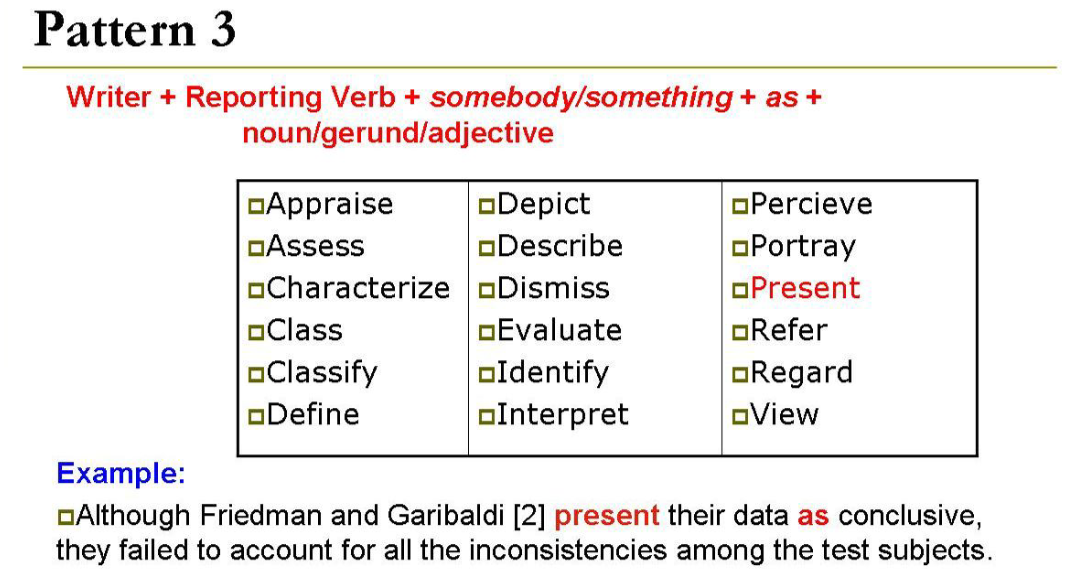 Pattern 3
Writer + Reporting Verb + somebody/something + as +
noun/gerund/adjective
Appraise
Assess
Characterize
Class
Classify
Define
Depict
Describe
Dismiss
Evaluate
Identify
Interpret
Percieve
Portray
Present
Refer
Regard
View
Example:
Although Friedman and Garibaldi [2] present their data as conclusive,
they failed to account for all the inconsistencies among the test subjects.